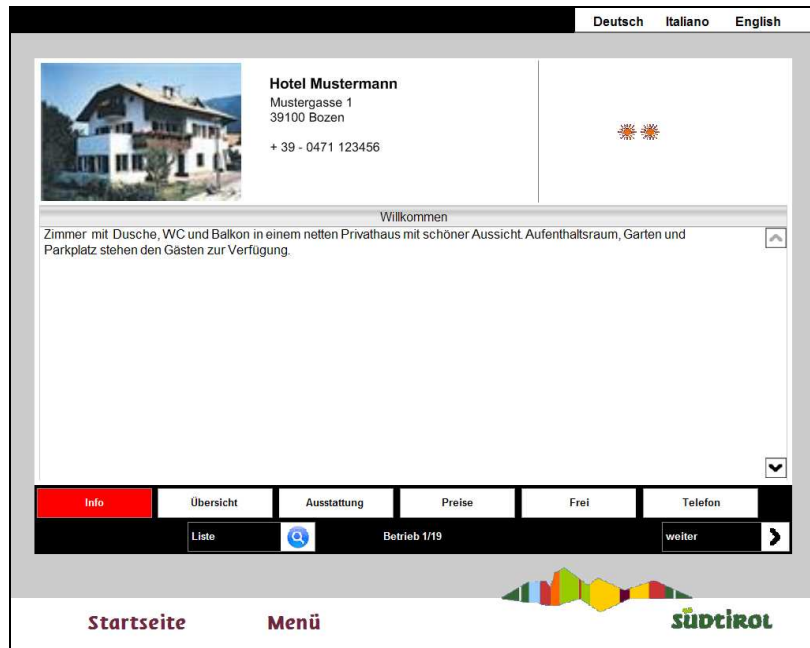 Deutsch Italiano English
Hotel Mustermann
Mustergasse 1
39100 Bozen
+ 39 - 0471 123456
Willkommen
Zimmer mit Dusche, WC und Balkon in einem netten Privathaus mit schöner Aussicht. Aufenthaltsraum, Garten und
Parkplatz stehen den Gästen zur Verfügung.
Info Übersicht Ausstattung Preise Frei Telefon
Liste Betrieb 1/19 weiter
Startseite Menü SÜDTIROL